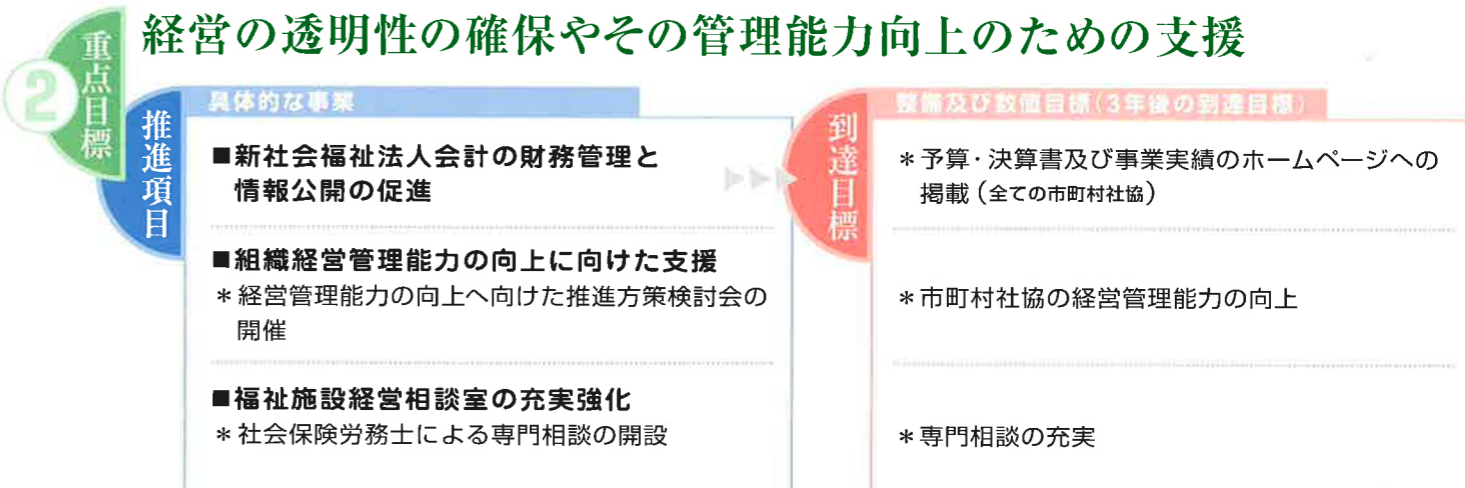 重点目標
2
経営の透明性の確保やその管理能力向上のための支援
推進項目
具体的な事業
■新社会福祉法人会計の財務管理と
情報公開の促進
■組織経営管理能力の向上に向けた支援
＊経営管理能力の向上へ向けた推進方策検討会の
開催
■福祉施設経営相談室の充実強化
＊社会保険労務士による専門相談の開設
到達目標
整備及び数値目標（3年後の到達目標）
＊予算・決算書及び事業実績のホームページへの
掲載（全ての市町村社協）
＊市町村社協の経営管理能力の向上
＊専門相談の充実